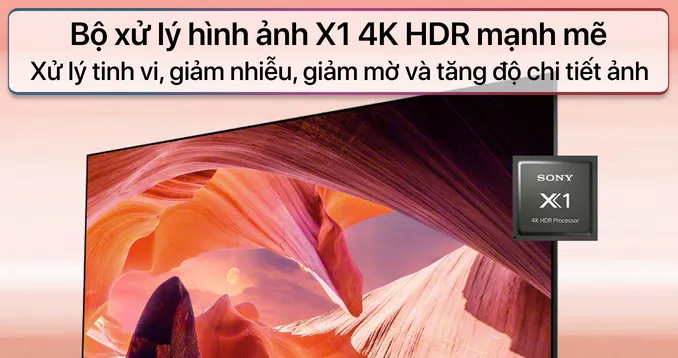 Bộ xử lý hình ảnh X1 4K HDR mạnh mẽ
Xử lý tinh vi, giảm nhiễu, giảm mờ và tăng độ chi tiết ảnh
SONY
X1
4K HDR Processor